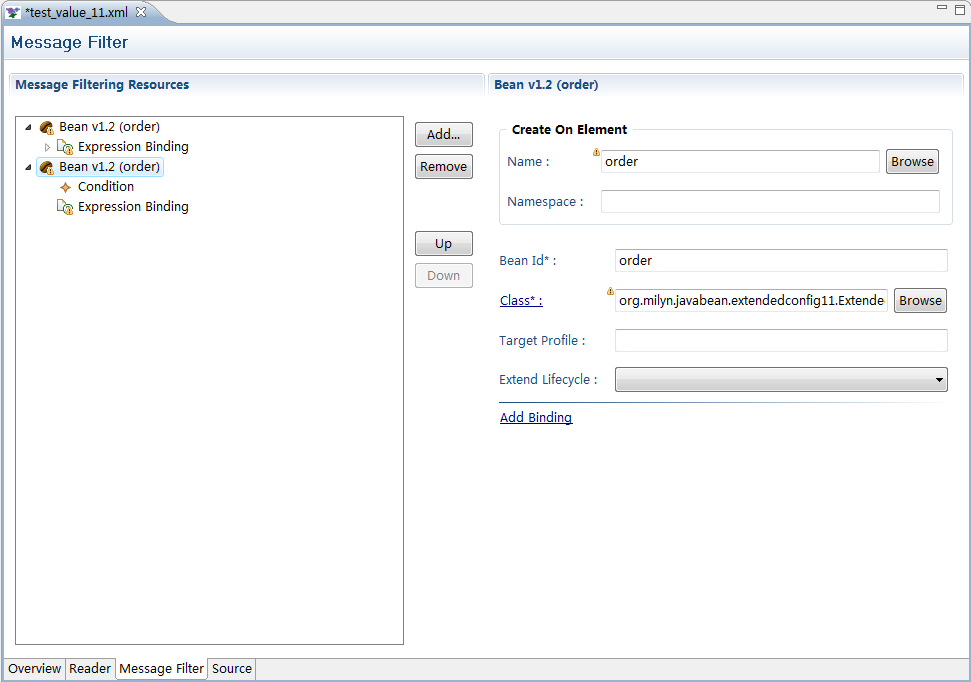 *test_value_11.xml
Message Filter
Message Filtering Resources
Bean v1.2 (order)
Expression Binding
Bean v1.2 (order)
Condition
Expression Binding
Add...
Remove
Up
Down
Bean v1.2 (order)
Create On Element
Name : order Browse
Namespace :
Bean Id* : order
Class* : org.milyn.javabean.extendedconfig11.Extende Browse
Target Profile :
Extend Lifecycle :
Add Binding
Overview Reader Message Filter Source